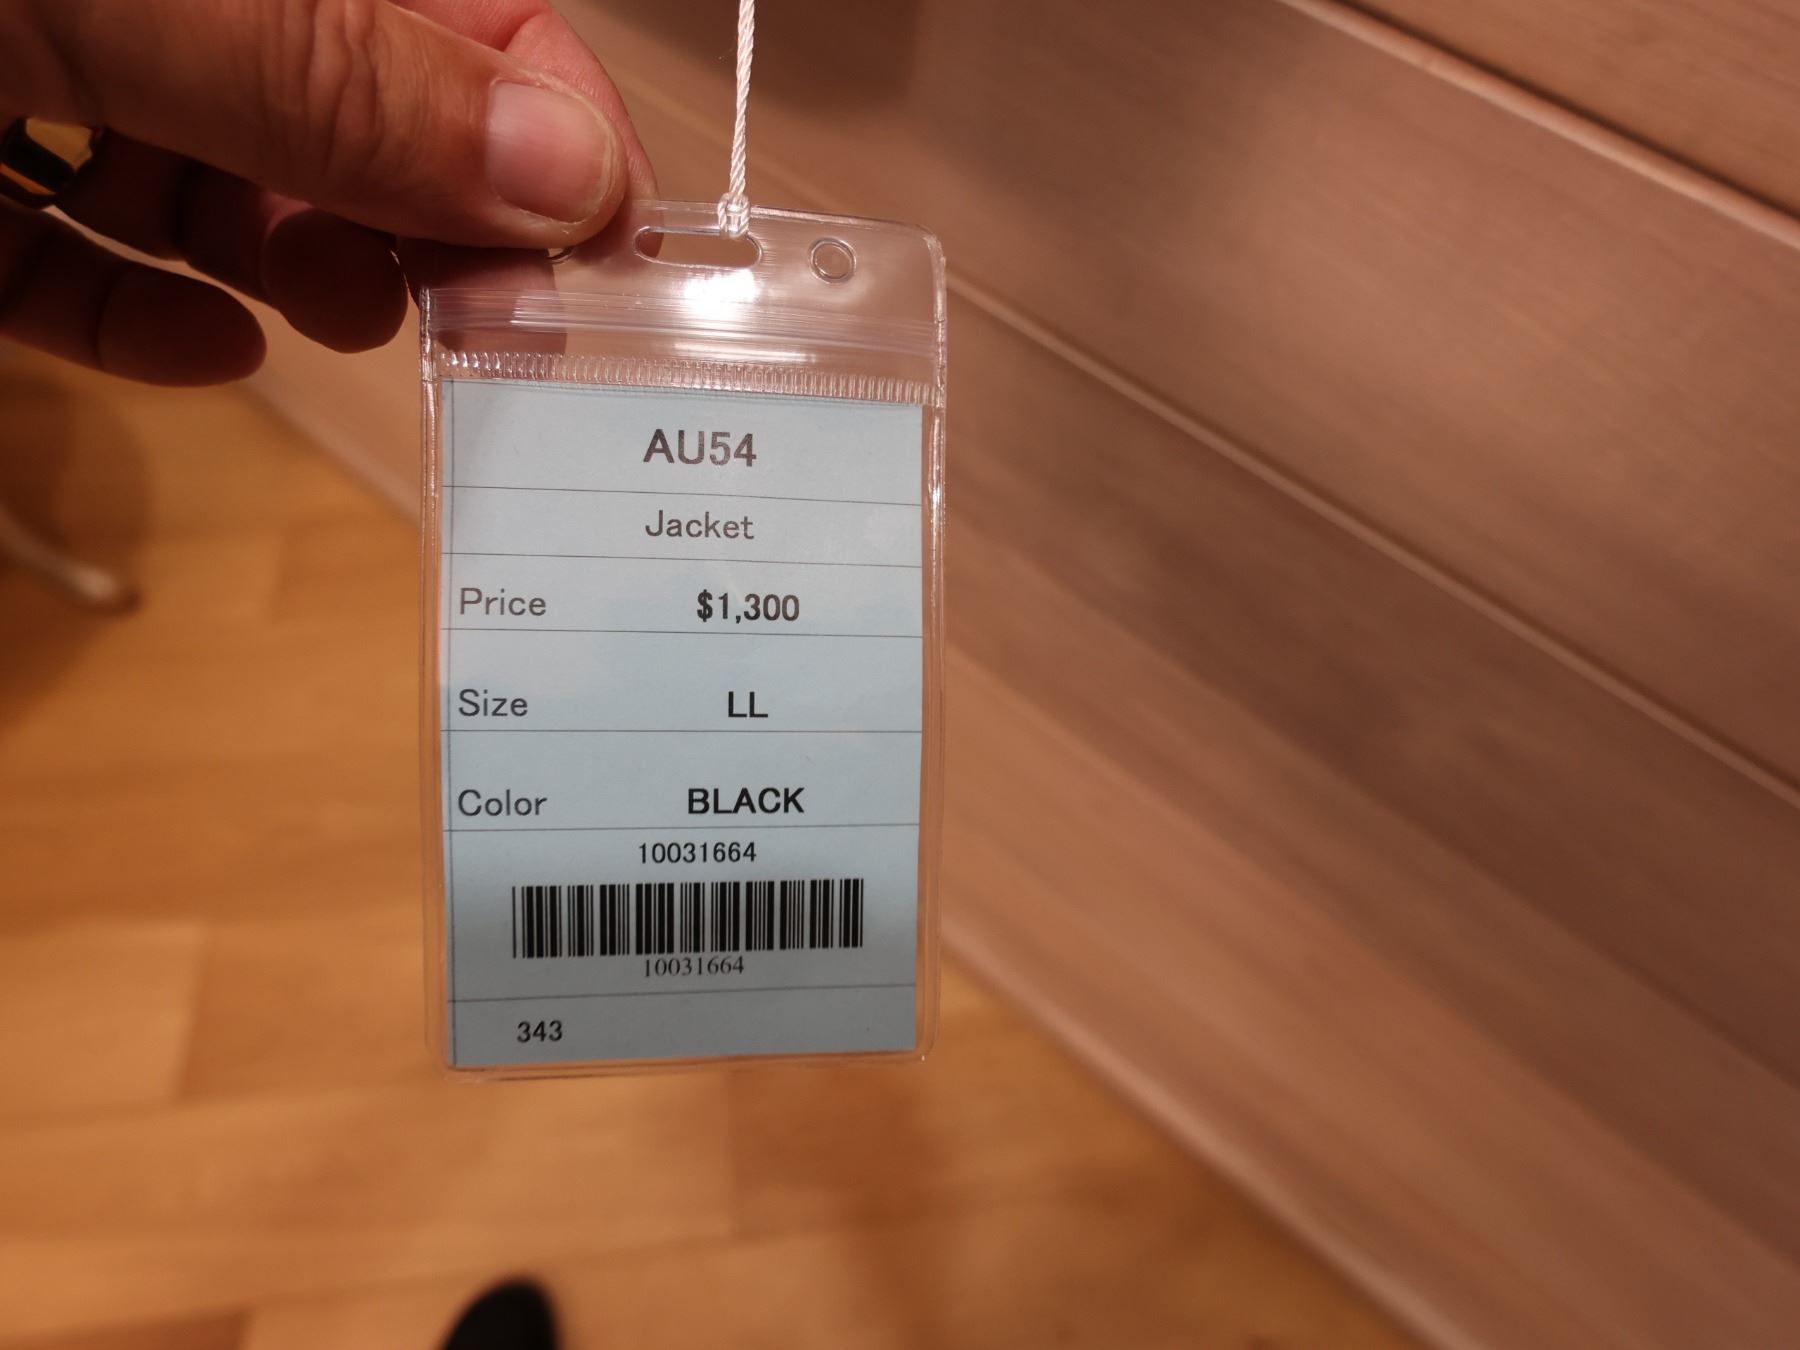 AU54
Jacket
Price $1,300
Size LL
Color BLACK
10031664
10031664
343